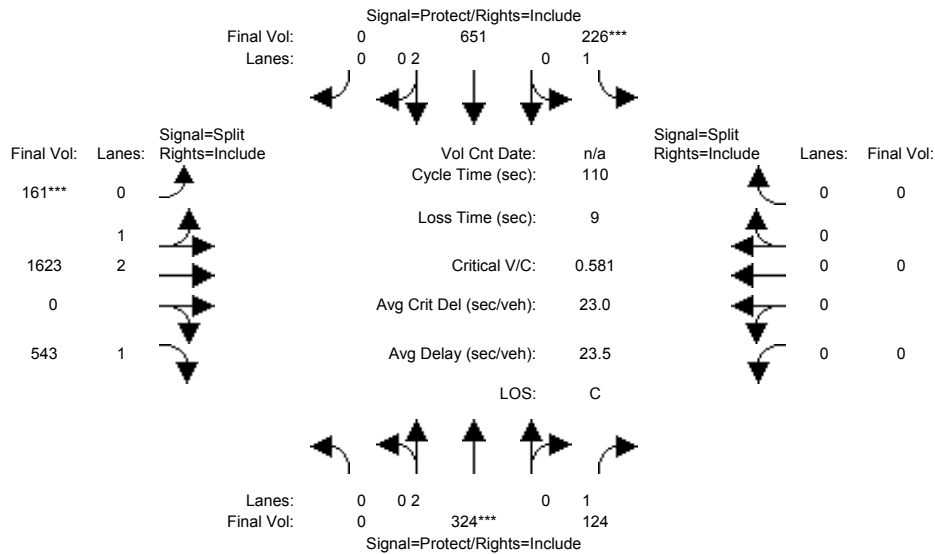 Signal=Protect/Rights=Include
Final Vol: 0 651 226***
Lanes: 0 0 2 0 1
Signal=Split
Final Vol: Lanes: Rights=Include
Vol Cnt Date: n/a
Signal=Split
Rights=Include Lanes: Final Vol:
Cycle Time (sec): 110
161*** 0
0 0
Loss Time (sec): 9
1
0
1623 2
Critical V/C: 0.581
0 0
0
Avg Crit Del (sec/veh): 23.0
0
543 1
Avg Delay (sec/veh): 23.5
0 0
LOS: C
Lanes: 0 0 2 0 1
Final Vol: 0 324*** 124
Signal=Protect/Rights=Include